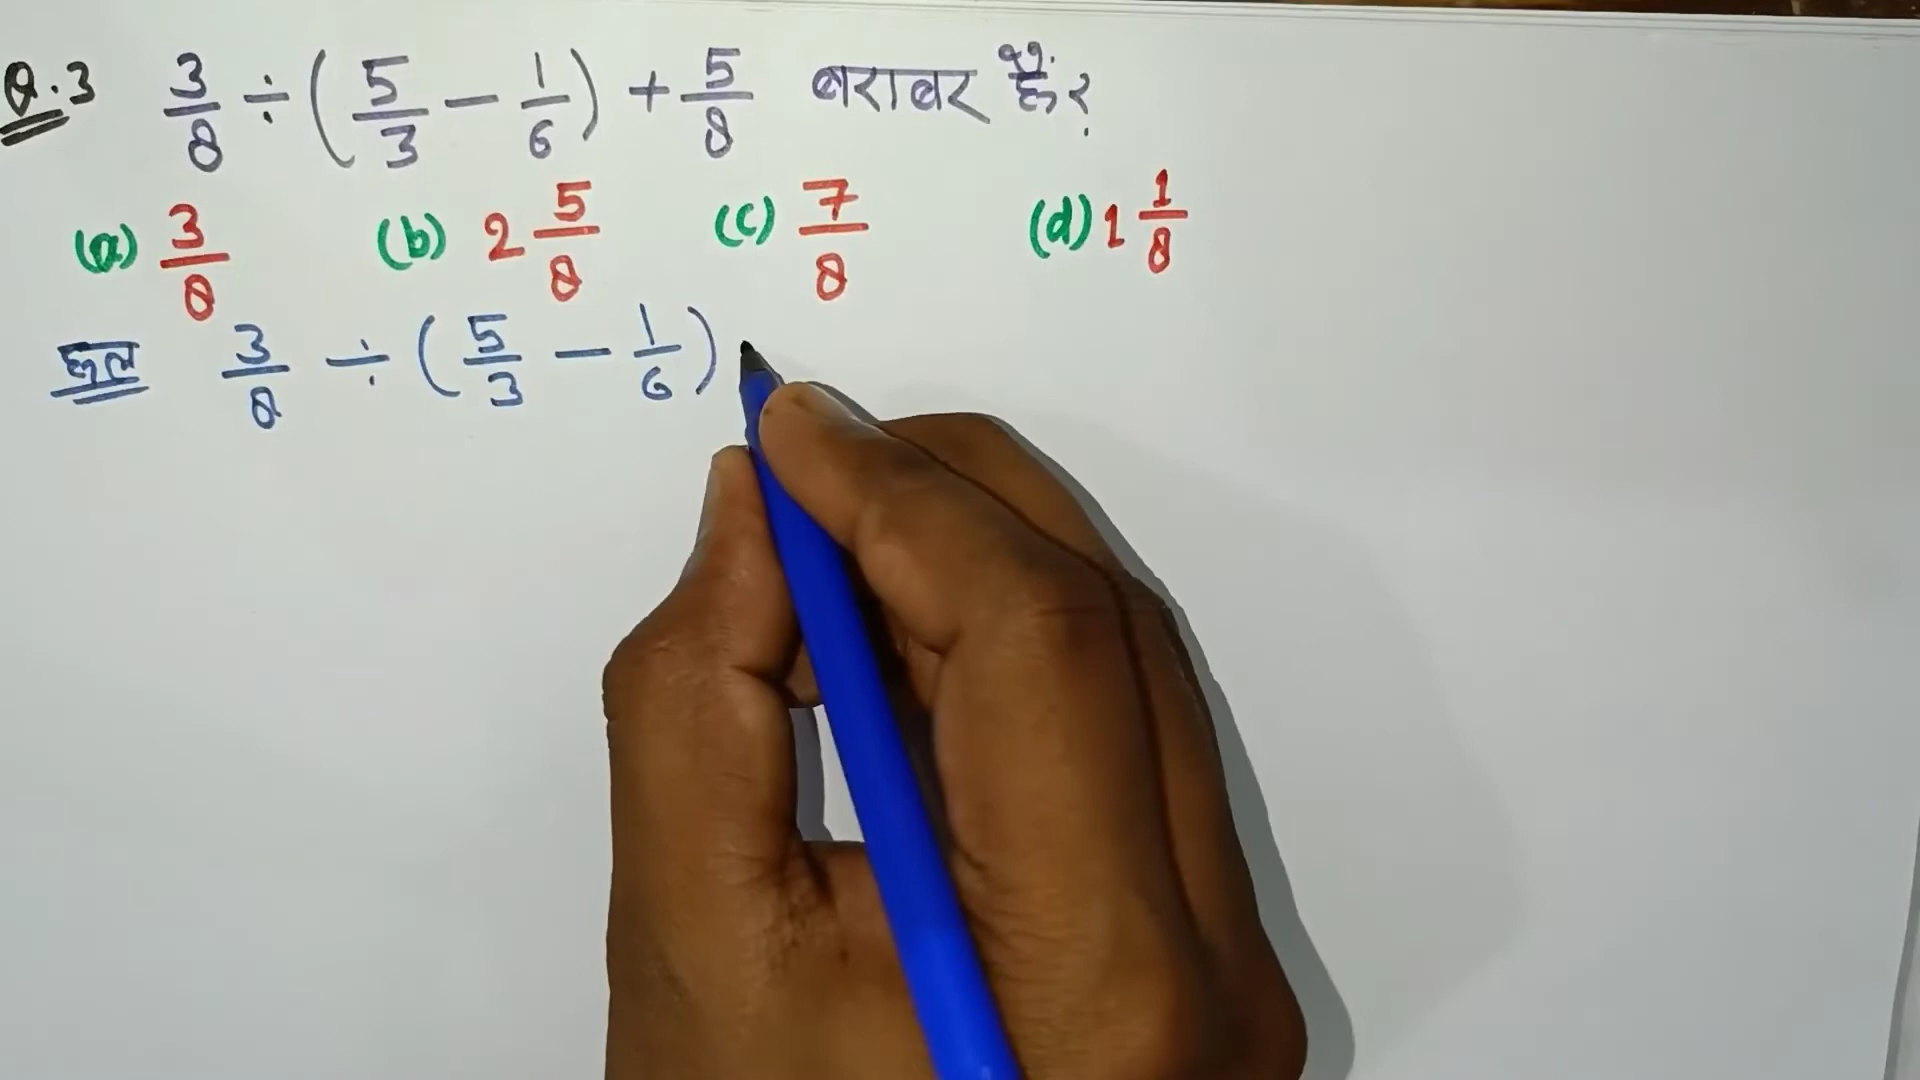 Q.3 3/8 ÷ (5/3 − 1/6) + 5/8 बराबर है?
(a) 3/8 (b) 2 5/8 (c) 7/8 (d) 1 1/8
हल 3/8 ÷ (5/3 − 1/6)